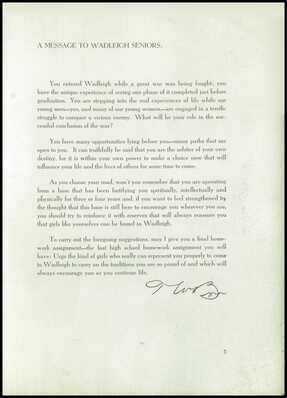 A MESSAGE TO WADLEIGH SENIORS.
You entered Wadleigh while a great war was being fought; you
have the unique experience of seeing one phase of it completed just before
graduation. You are stepping into the real experiences of life while our
young men—yes, and many of our young women—are engaged in a terrific
struggle to conquer a vicious enemy. What will be your role in the suc-
cessful conclusion of the war?
You have many opportunities lying before you—many paths that are
open to you. It can truthfully be said that you are the arbiter of your own
destiny, for it is within your own power to make a choice now that will
influence your life and the lives of others for some time to come.
As you choose your road, won't you remember that you are operating
from a base that has been fortifying you spiritually, intellectually and
physically for three or four years and, if you want to feel strengthened by
the thought that this base is still here to encourage you wherever you are,
you should try to reinforce it with reserves that will always reassure you
that girls like yourselves can be found in Wadleigh.
To carry out the foregoing suggestions, may I give you a final home-
work assignment—the last high school homework assignment you will
have: Urge the kind of girls who really can represent you properly to come
to Wadleigh to carry on the traditions you are so proud of and which will
always encourage you as you continue life.
5